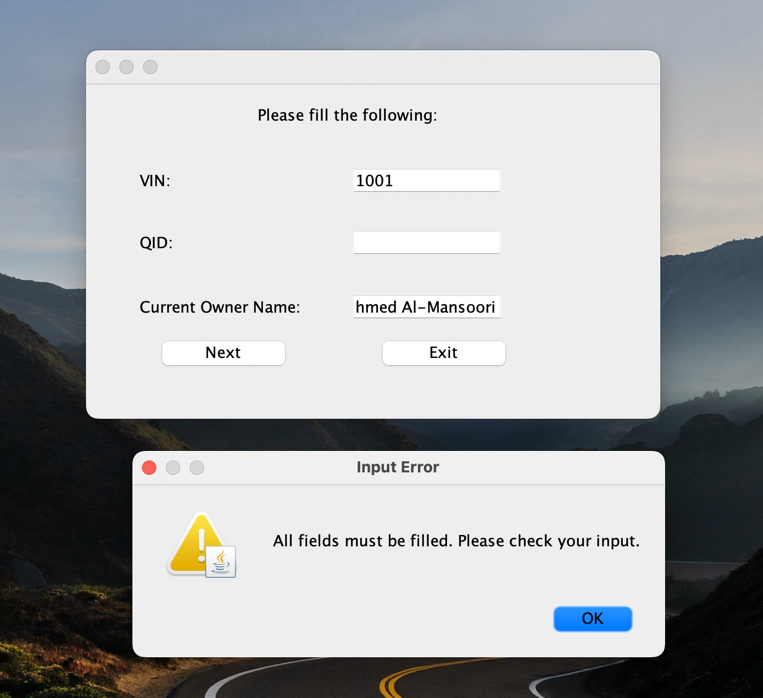 Please fill the following:
VIN: 1001
QID:
Current Owner Name: hmed Al-Mansoori
Next Exit
Input Error
All fields must be filled. Please check your input.
OK